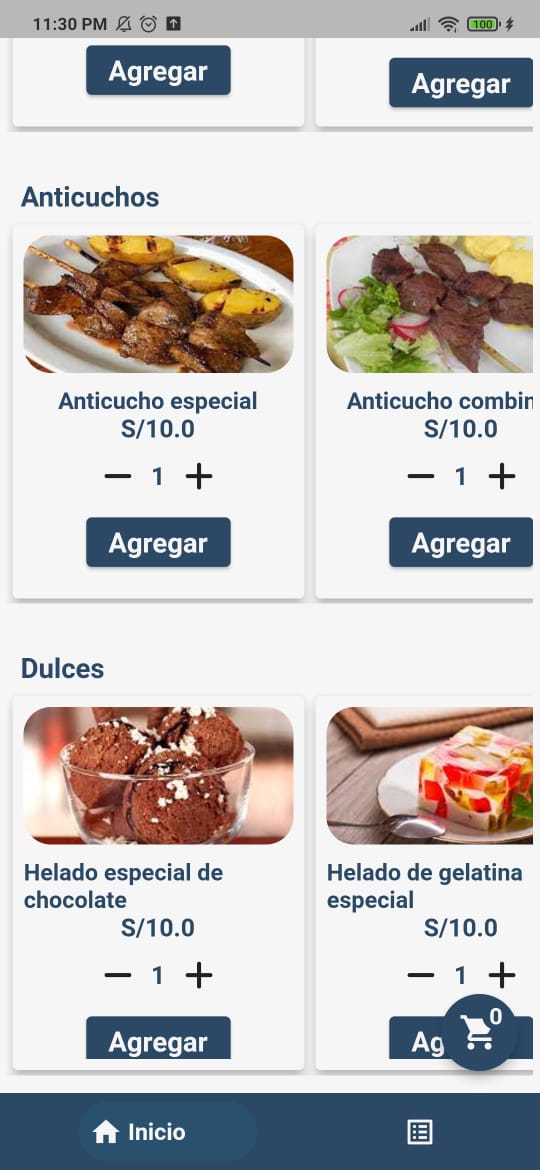 11:30 PM 100
Agregar Agregar
Anticuchos
Anticucho especial Anticucho combin
S/10.0 S/10.0
1 1
Agregar Agregar
Dulces
Helado especial de Helado de gelatina
chocolate especial
S/10.0 S/10.0
1 1
Agregar Ag 0
Inicio